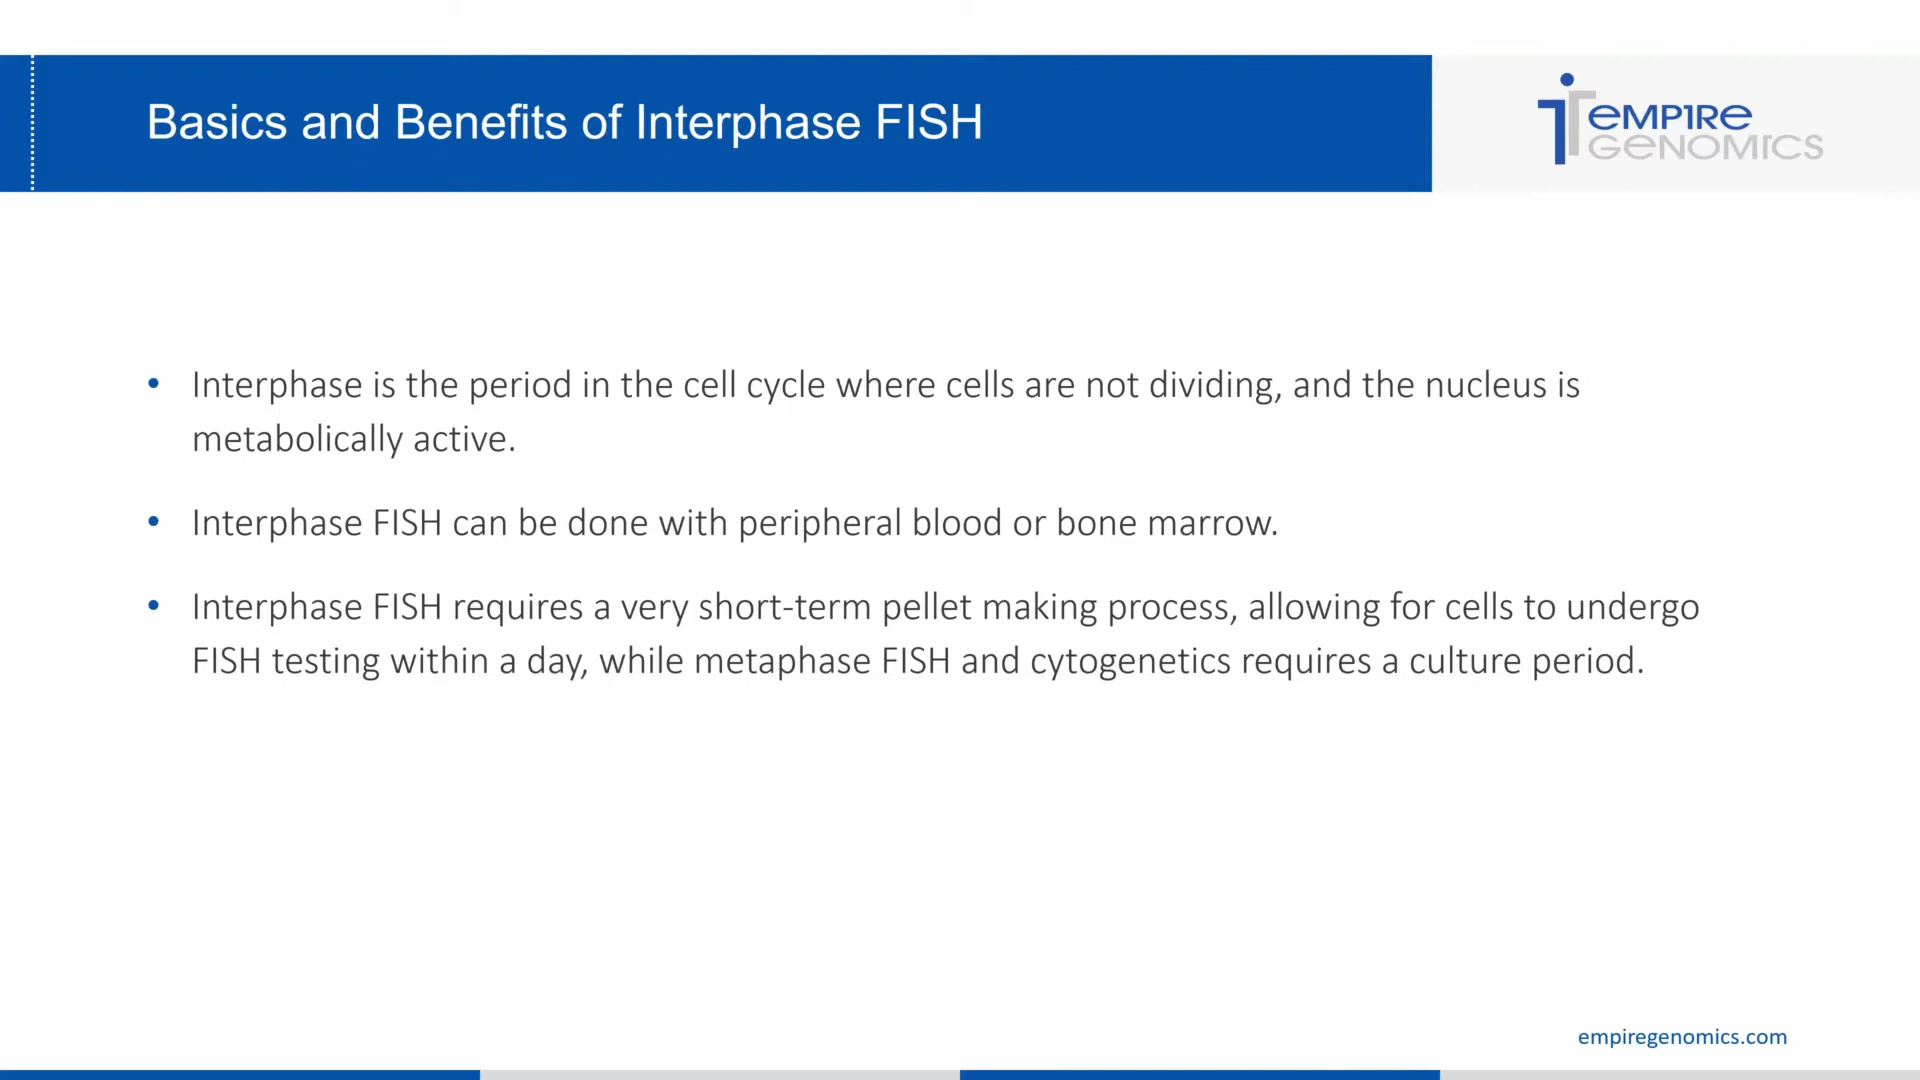 Basics and Benefits of Interphase FISH
EMPIRE
GENOMICS
• Interphase is the period in the cell cycle where cells are not dividing, and the nucleus is
metabolically active.
• Interphase FISH can be done with peripheral blood or bone marrow.
• Interphase FISH requires a very short-term pellet making process, allowing for cells to undergo
FISH testing within a day, while metaphase FISH and cytogenetics requires a culture period.
empiregenomics.com